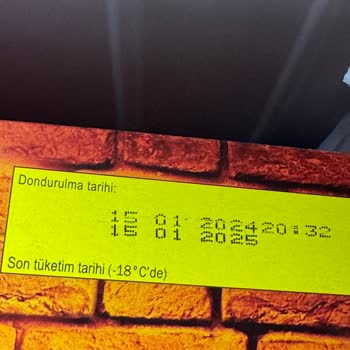 Dondurulma tarihi:
15 01 2024 20:32
15 01 2025
Son tüketim tarihi (-18°C'de)